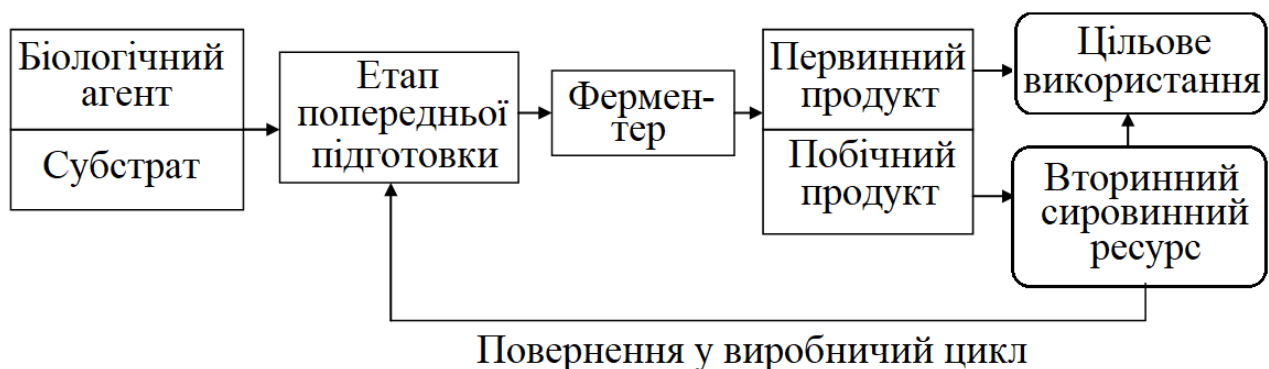 Біологічний
агент
Субстрат
Етап
попередньої
підготовки
Фермен-
тер
Первинний
продукт
Побічний
продукт
Цільове
використання
Вторинний
сировинний
ресурс
Повернення у виробничий цикл